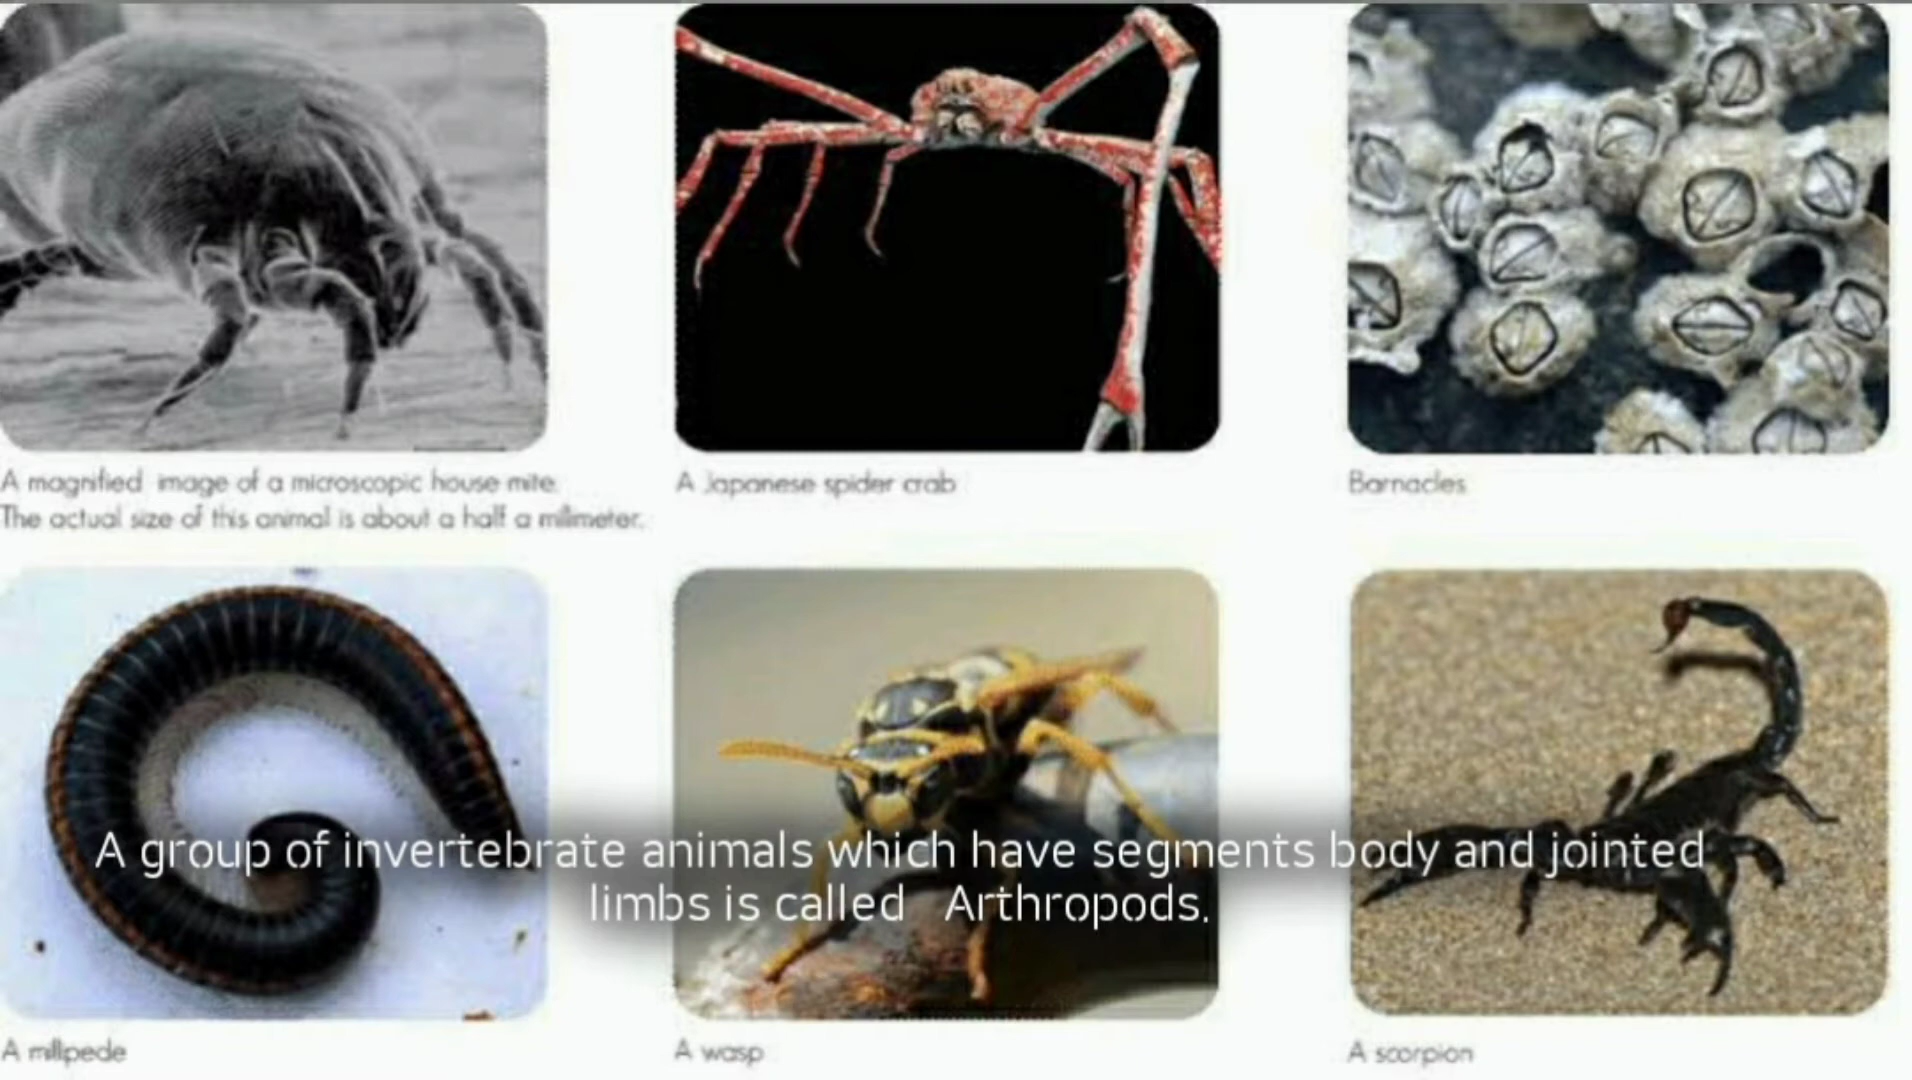 A magnified image of a microscopic house mite.
The actual size of this animal is about a half a milimeter.
A Japanese spider crab
Barnacles
A group of invertebrate animals which have segments body and jointed
limbs is called Arthropods.
A millipede
A wasp
A scorpion